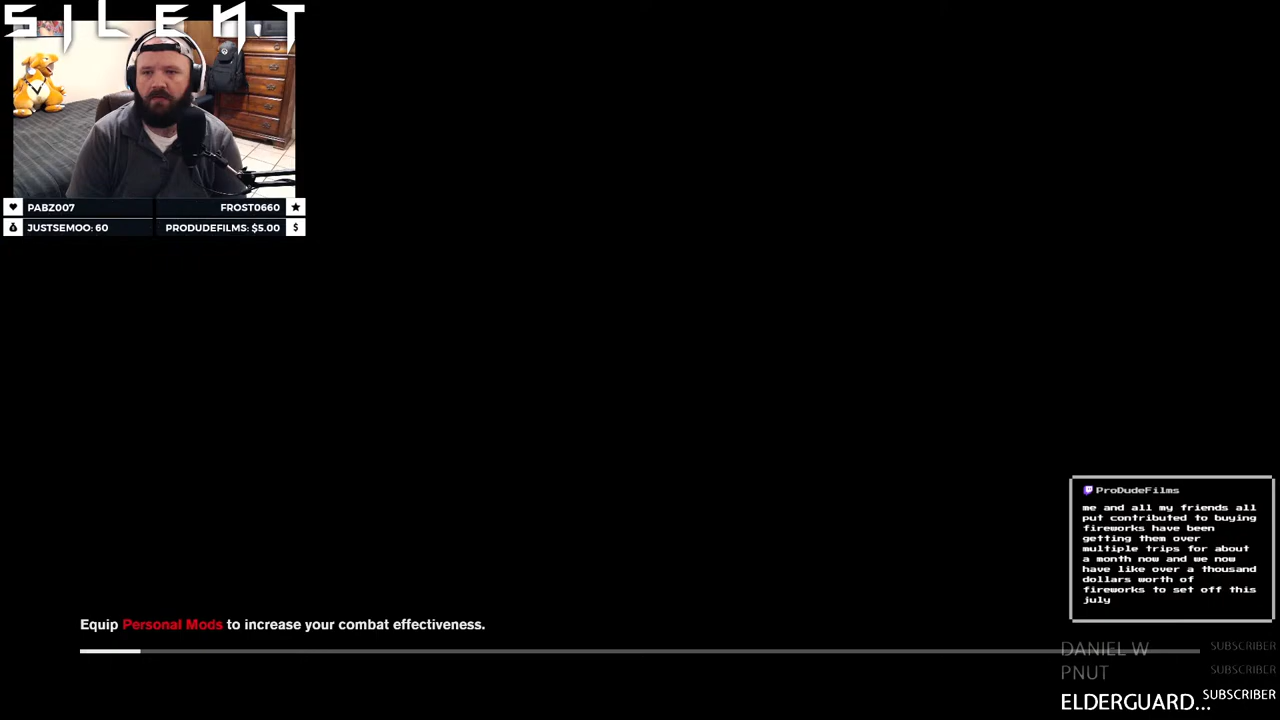 SILENT
PABZ007
FROST0660
JUSTSEMOO: 60
PRODUDEFILMS: $5.00
$
ProDudeFilms
me and all my friends all
put contributed to buying
fireworks have been
getting them over
multiple trips for about
a month now and we now
have like over a thousand
dollars worth of
fireworks to set off this
july
Equip Personal Mods to increase your combat effectiveness.
DANIEL W SUBSCRIBER
PNUT SUBSCRIBER
ELDERGUARD... SUBSCRIBER